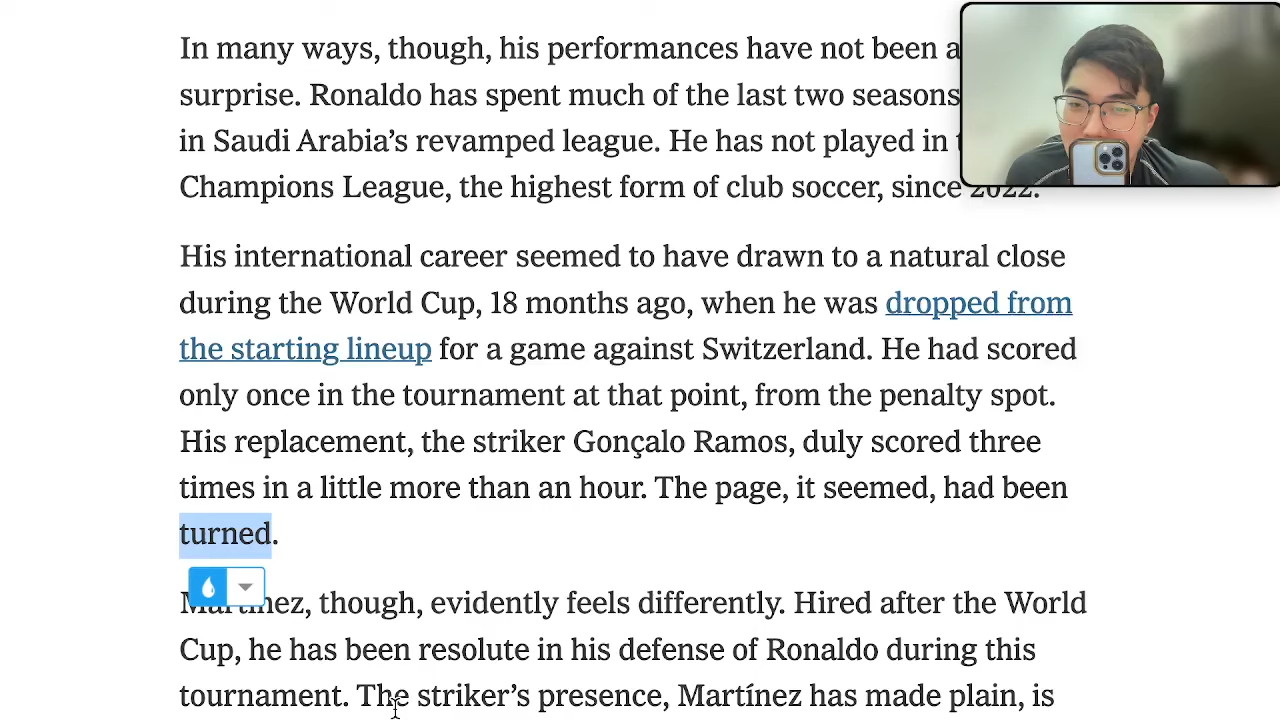 In many ways, though, his performances have not been a
surprise. Ronaldo has spent much of the last two seasons
in Saudi Arabia’s revamped league. He has not played in
Champions League, the highest form of club soccer, since 2022.
His international career seemed to have drawn to a natural close
during the World Cup, 18 months ago, when he was dropped from
the starting lineup for a game against Switzerland. He had scored
only once in the tournament at that point, from the penalty spot.
His replacement, the striker Gonçalo Ramos, duly scored three
times in a little more than an hour. The page, it seemed, had been
turned.
Martínez, though, evidently feels differently. Hired after the World
Cup, he has been resolute in his defense of Ronaldo during this
tournament. The striker’s presence, Martínez has made plain, is